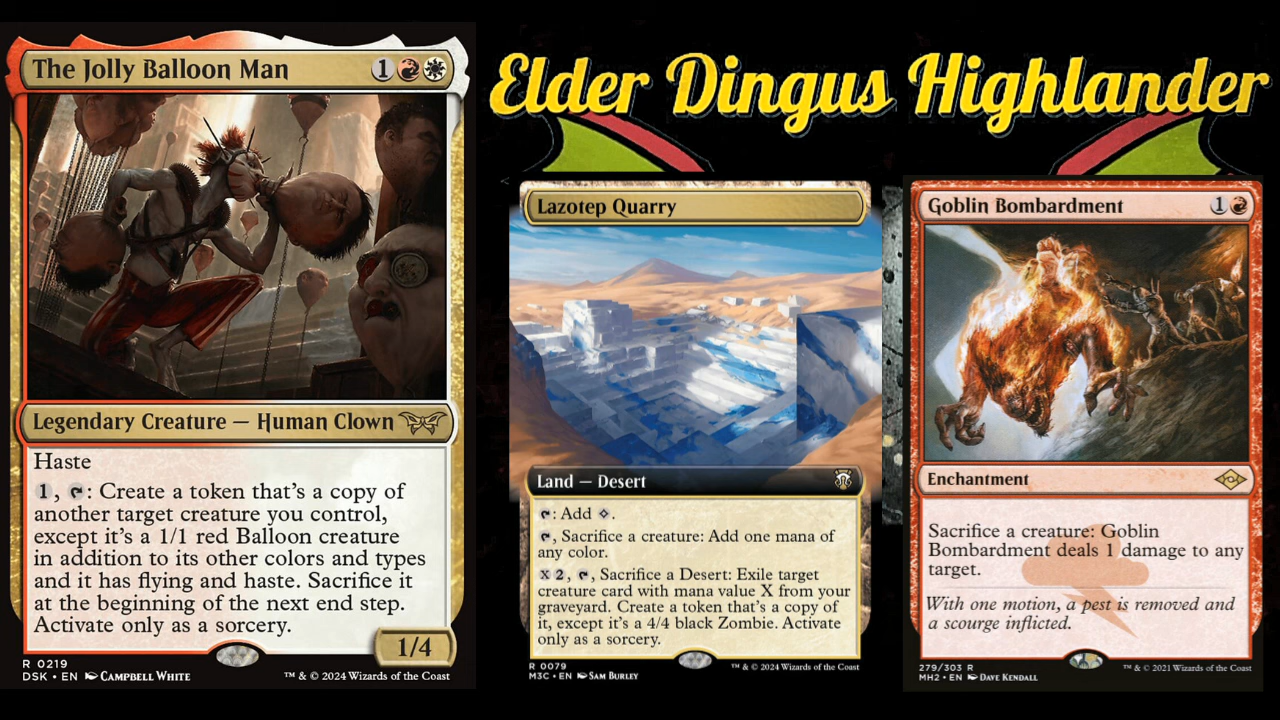 The Jolly Balloon Man
1
Legendary Creature — Human Clown
Haste
1, : Create a token that's a copy of
another target creature you control,
except it's a 1/1 red Balloon creature
in addition to its other colors and types
and it has flying and haste. Sacrifice it
at the beginning of the next end step.
Activate only as a sorcery.
1/4
R 0219
DSK • EN CAMPBELL WHITE
™ & © 2024 Wizards of the Coast
Elder Dingus Highlander
Lazotep Quarry
Land — Desert
: Add .
, Sacrifice a creature: Add one mana of
any color.
X 2, , Sacrifice a Desert: Exile target
creature card with mana value X from your
graveyard. Create a token that's a copy of
it, except it's a 4/4 black Zombie. Activate
only as a sorcery.
R 0079
M3C • EN SAM BURLEY
™ & © 2024 Wizards of the Coast
Goblin Bombardment
1
Enchantment
Sacrifice a creature: Goblin
Bombardment deals 1 damage to any
target.
With one motion, a pest is removed and
a scourge inflicted.
279/303 R
MH2 • EN DAVE KENDALL
™ & © 2021 Wizards of the Coast